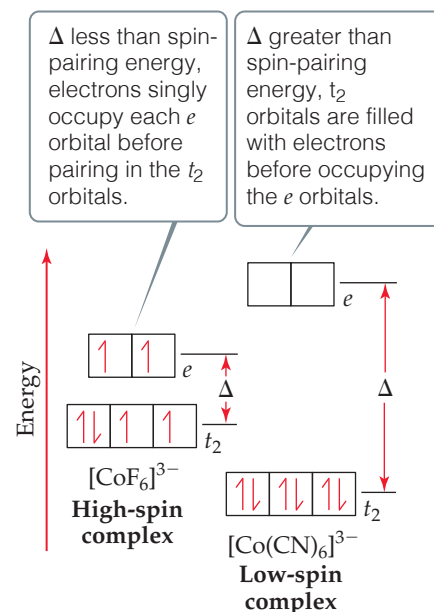 Δ less than spin-
pairing energy,
electrons singly
occupy each e
orbital before
pairing in the t₂
orbitals.
Δ greater than
spin-pairing
energy, t₂
orbitals are filled
with electrons
before occupying
the e orbitals.
Energy
e
Δ
t₂
[CoF₆]³⁻
High-spin
complex
e
Δ
t₂
[Co(CN)₆]³⁻
Low-spin
complex